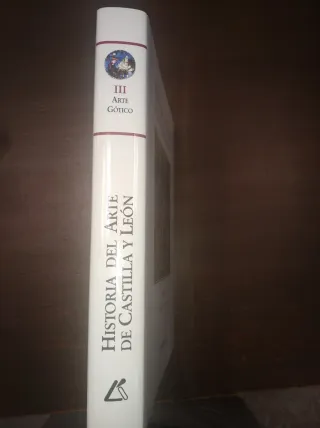 III
ARTE
GÓTICO
HISTORIA DEL ARTE
DE CASTILLA Y LEÓN